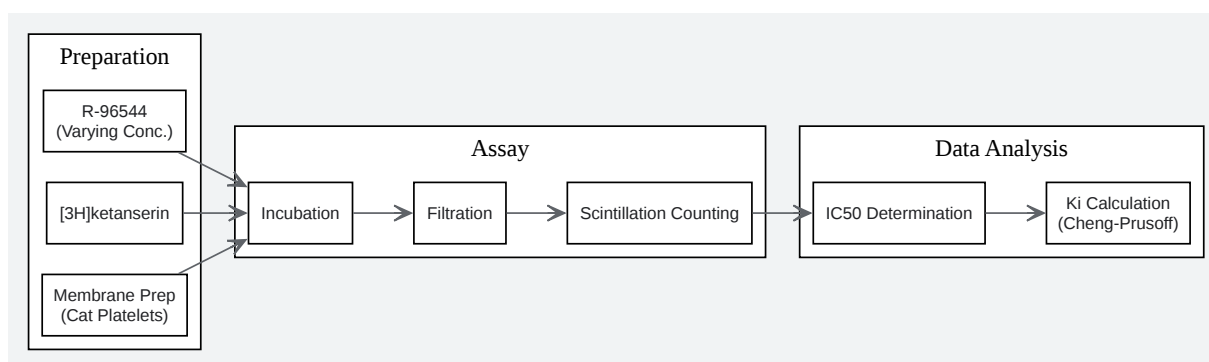 Preparation
R-96544
(Varying Conc.)
[3H]ketanserin
Membrane Prep
(Cat Platelets)
Assay
Incubation
Filtration
Scintillation Counting
Data Analysis
IC50 Determination
Ki Calculation
(Cheng-Prusoff)